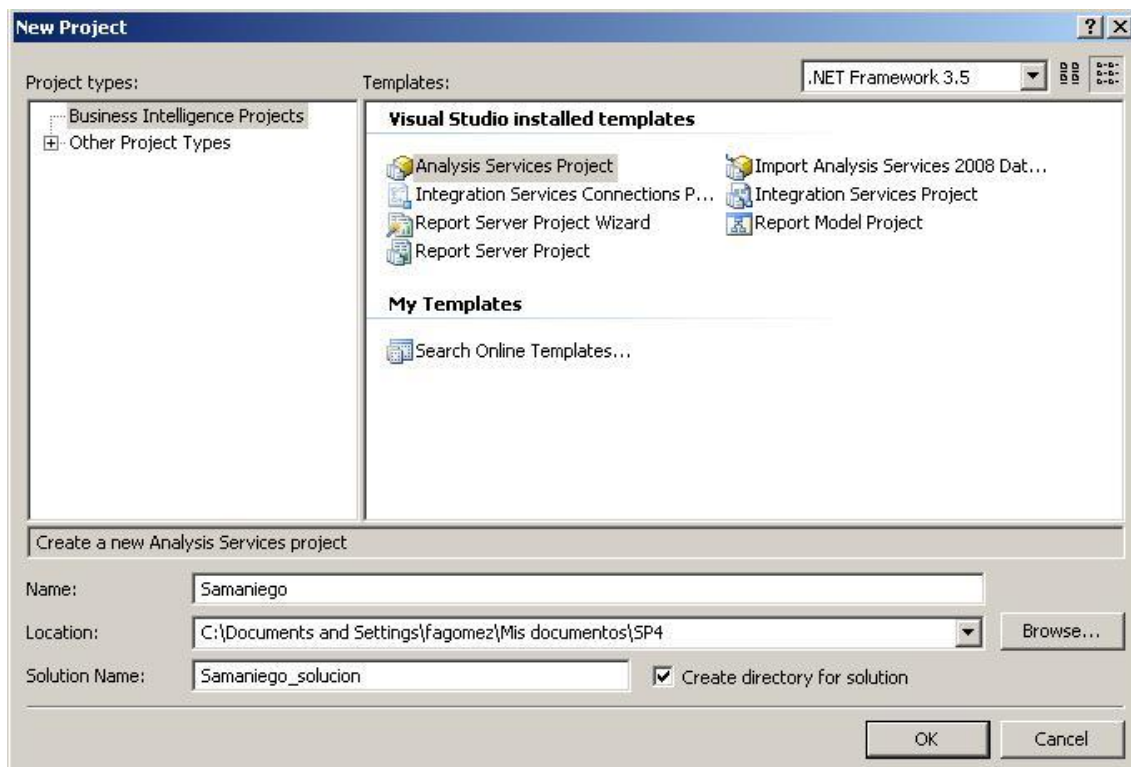 New Project
Project types:
Templates:
.NET Framework 3.5
Business Intelligence Projects
Other Project Types
Visual Studio installed templates
Analysis Services Project
Import Analysis Services 2008 Dat...
Integration Services Connections P...
Integration Services Project
Report Server Project Wizard
Report Model Project
Report Server Project
My Templates
Search Online Templates...
Create a new Analysis Services project
Name:
Samaniego
Location:
C:\Documents and Settings\fagomez\Mis documentos\SP4
Browse...
Solution Name:
Samaniego_solucion
Create directory for solution
OK
Cancel